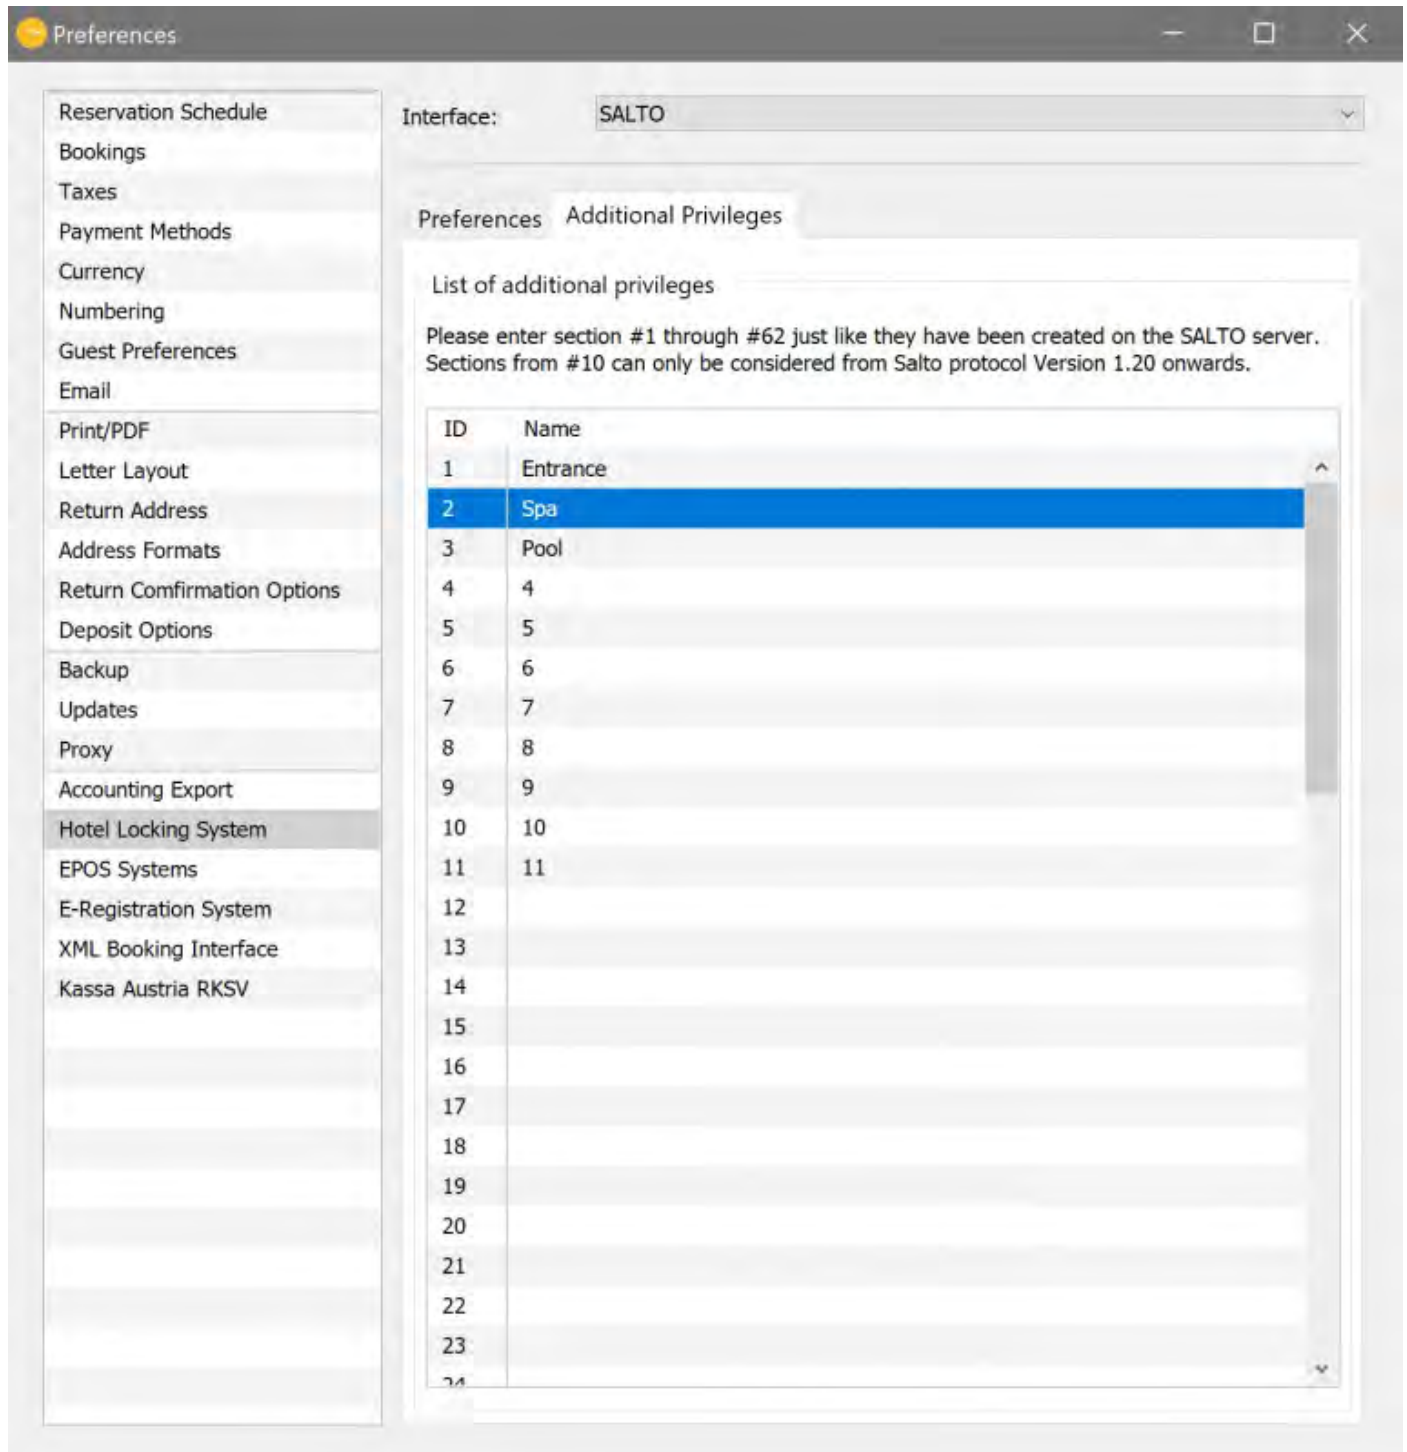 Preferences
Reservation Schedule
Bookings
Taxes
Payment Methods
Currency
Numbering
Guest Preferences
Email
Print/PDF
Letter Layout
Return Address
Address Formats
Return Comfirmation Options
Deposit Options
Backup
Updates
Proxy
Accounting Export
Hotel Locking System
EPOS Systems
E-Registration System
XML Booking Interface
Kassa Austria RKSV
Interface: SALTO
Preferences Additional Privileges
List of additional privileges
Please enter section #1 through #62 just like they have been created on the SALTO server.
Sections from #10 can only be considered from Salto protocol Version 1.20 onwards.
ID Name
1 Entrance
2 Spa
3 Pool
4 4
5 5
6 6
7 7
8 8
9 9
10 10
11 11
12
13
14
15
16
17
18
19
20
21
22
23
24